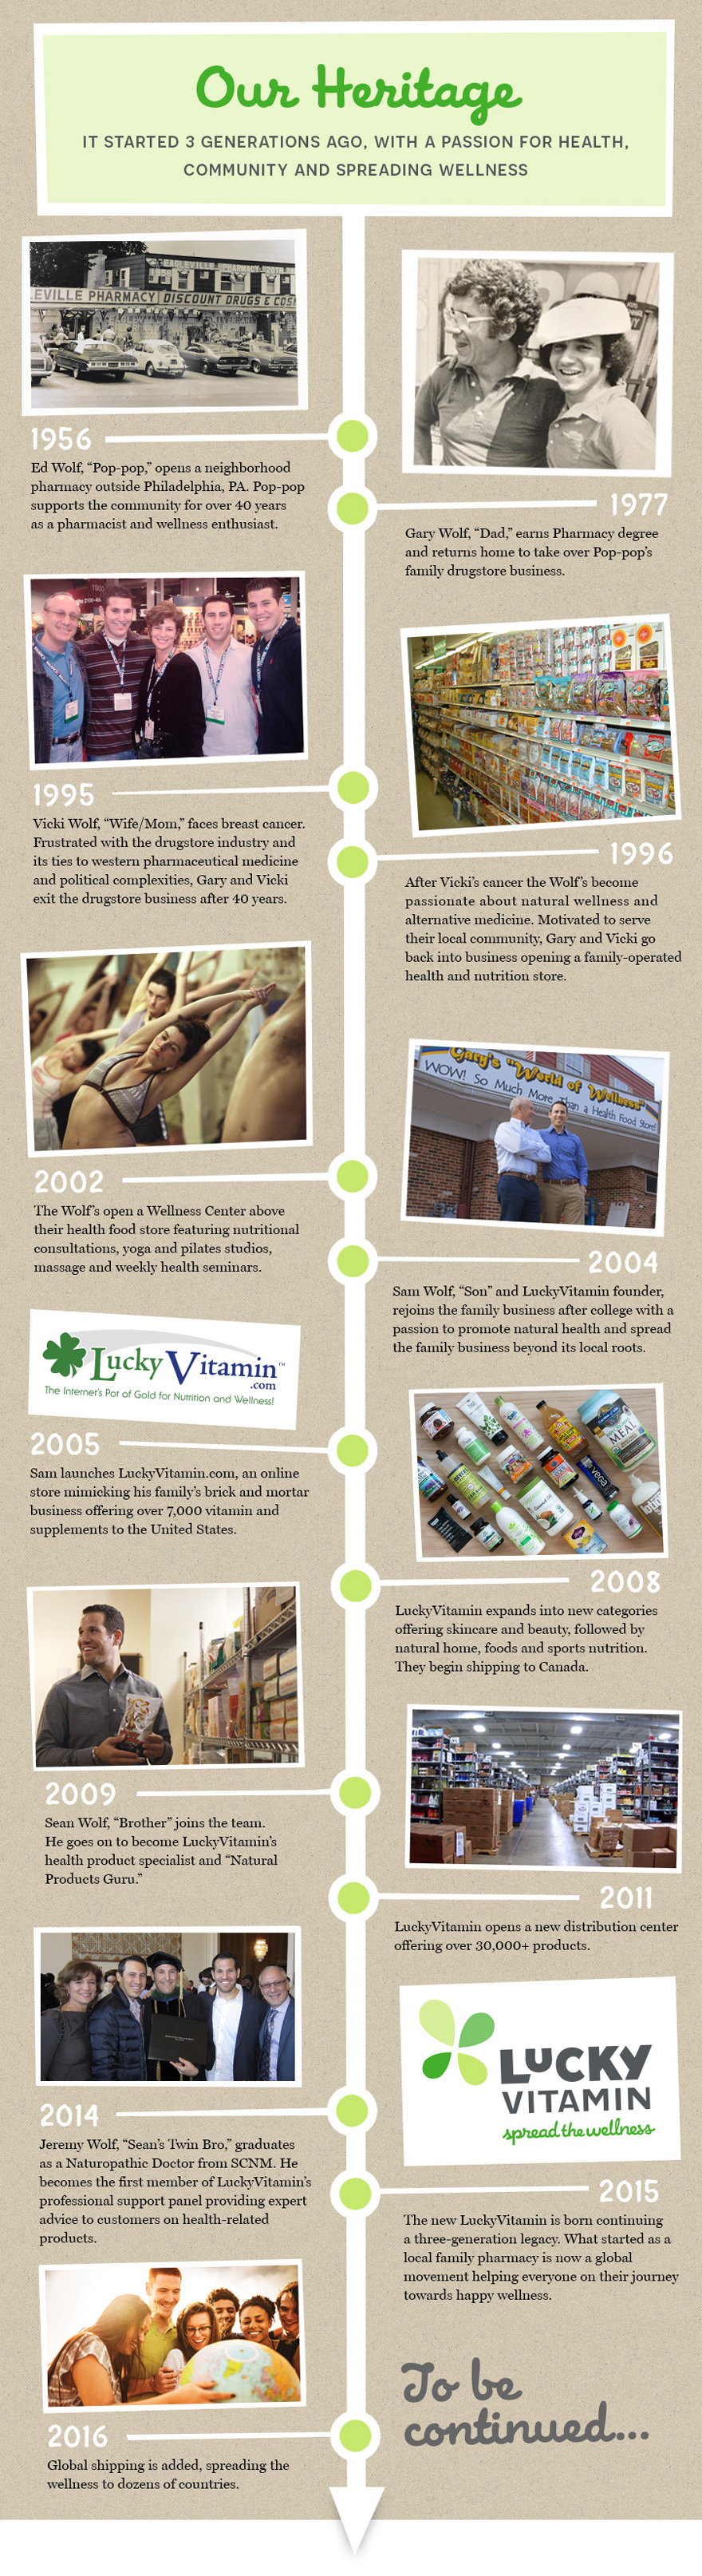 Our Heritage
IT STARTED 3 GENERATIONS AGO, WITH A PASSION FOR HEALTH,
COMMUNITY AND SPREADING WELLNESS
EAGLEVILLE PHARMACY
EVILLE PHARMACY DISCOUNT DRUGS & COS
1956
Ed Wolf, “Pop-pop,” opens a neighborhood
pharmacy outside Philadelphia, PA. Pop-pop
supports the community for over 40 years
as a pharmacist and wellness enthusiast.
1977
Gary Wolf, “Dad,” earns Pharmacy degree
and returns home to take over Pop-pop’s
family drugstore business.
1995
Vicki Wolf, “Wife/Mom,” faces breast cancer.
Frustrated with the drugstore industry and
its ties to western pharmaceutical medicine
and political complexities, Gary and Vicki
exit the drugstore business after 40 years.
1996
After Vicki’s cancer the Wolf’s become
passionate about natural wellness and
alternative medicine. Motivated to serve
their local community, Gary and Vicki go
back into business opening a family-operated
health and nutrition store.
2002
The Wolf’s open a Wellness Center above
their health food store featuring nutritional
consultations, yoga and pilates studios,
massage and weekly health seminars.
Gary's "World of Wellness"
WOW! So Much More Than a Health Food Store!
2004
Sam Wolf, “Son” and LuckyVitamin founder,
rejoins the family business after college with a
passion to promote natural health and spread
the family business beyond its local roots.
Lucky Vitamin™
.com
The Internet's Pot of Gold for Nutrition and Wellness!
2005
Sam launches LuckyVitamin.com, an online
store mimicking his family’s brick and mortar
business offering over 7,000 vitamin and
supplements to the United States.
MEAL
vega
2008
LuckyVitamin expands into new categories
offering skincare and beauty, followed by
natural home, foods and sports nutrition.
They begin shipping to Canada.
2009
Sean Wolf, “Brother” joins the team.
He goes on to become LuckyVitamin’s
health product specialist and “Natural
Products Guru.”
2011
LuckyVitamin opens a new distribution center
offering over 30,000+ products.
2014
Jeremy Wolf, “Sean’s Twin Bro,” graduates
as a Naturopathic Doctor from SCNM. He
becomes the first member of LuckyVitamin’s
professional support panel providing expert
advice to customers on health-related
products.
LUCKY
VITAMIN
spread the wellness
2015
The new LuckyVitamin is born continuing
a three-generation legacy. What started as a
local family pharmacy is now a global
movement helping everyone on their journey
towards happy wellness.
2016
Global shipping is added, spreading the
wellness to dozens of countries.
To be
continued...